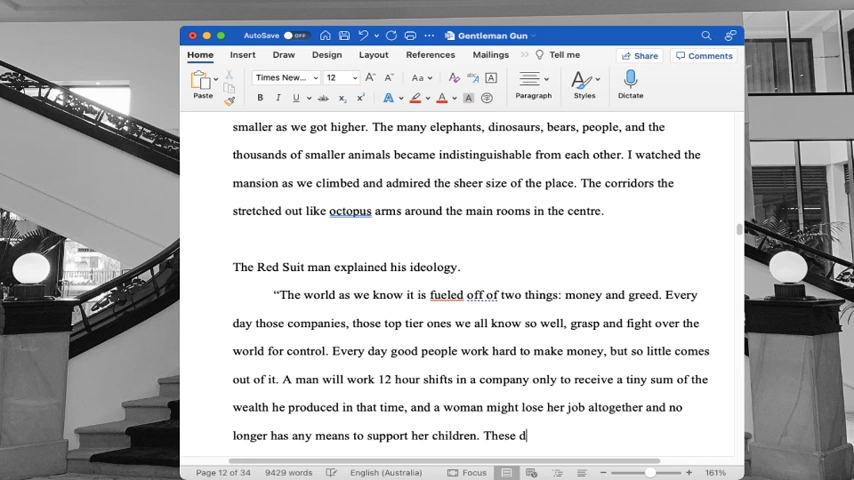 AutoSave OFF
Gentleman Gun
Home Insert Draw Design Layout References Mailings Tell me Share Comments
Paste Times New... 12 Aa Paragraph Styles Dictate
smaller as we got higher. The many elephants, dinosaurs, bears, people, and the
thousands of smaller animals became indistinguishable from each other. I watched the
mansion as we climbed and admired the sheer size of the place. The corridors the
stretched out like octopus arms around the main rooms in the centre.
The Red Suit man explained his ideology.
“The world as we know it is fueled off of two things: money and greed. Every
day those companies, those top tier ones we all know so well, grasp and fight over the
world for control. Every day good people work hard to make money, but so little comes
out of it. A man will work 12 hour shifts in a company only to receive a tiny sum of the
wealth he produced in that time, and a woman might lose her job altogether and no
longer has any means to support her children. These d
Page 12 of 34 9429 words English (Australia) Focus 161%